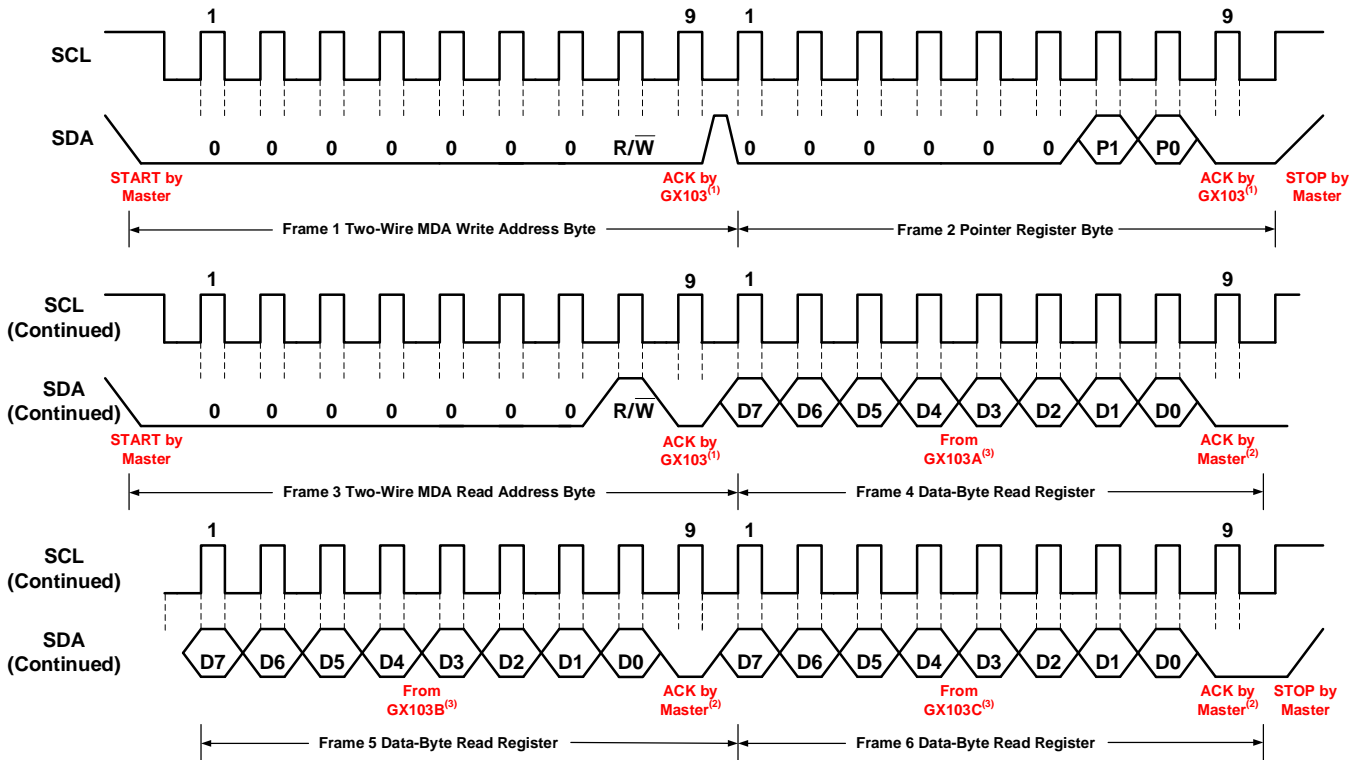 1 9 1 9
SCL
SDA
0 0 0 0 0 0 0 R/W 0 0 0 0 0 0 P1 P0
START by Master
ACK by GX103(1)
ACK by GX103(1)
STOP by Master
Frame 1 Two-Wire MDA Write Address Byte
Frame 2 Pointer Register Byte
1 9 1 9
SCL
(Continued)
SDA
(Continued)
0 0 0 0 0 0 0 R/W D7 D6 D5 D4 D3 D2 D1 D0
START by Master
ACK by GX103(1)
From GX103A(3)
ACK by Master(2)
Frame 3 Two-Wire MDA Read Address Byte
Frame 4 Data-Byte Read Register
1 9 1 9
SCL
(Continued)
SDA
(Continued)
D7 D6 D5 D4 D3 D2 D1 D0 D7 D6 D5 D4 D3 D2 D1 D0
From GX103B(3)
ACK by Master(2)
From GX103C(3)
ACK by Master(2)
STOP by Master
Frame 5 Data-Byte Read Register
Frame 6 Data-Byte Read Register